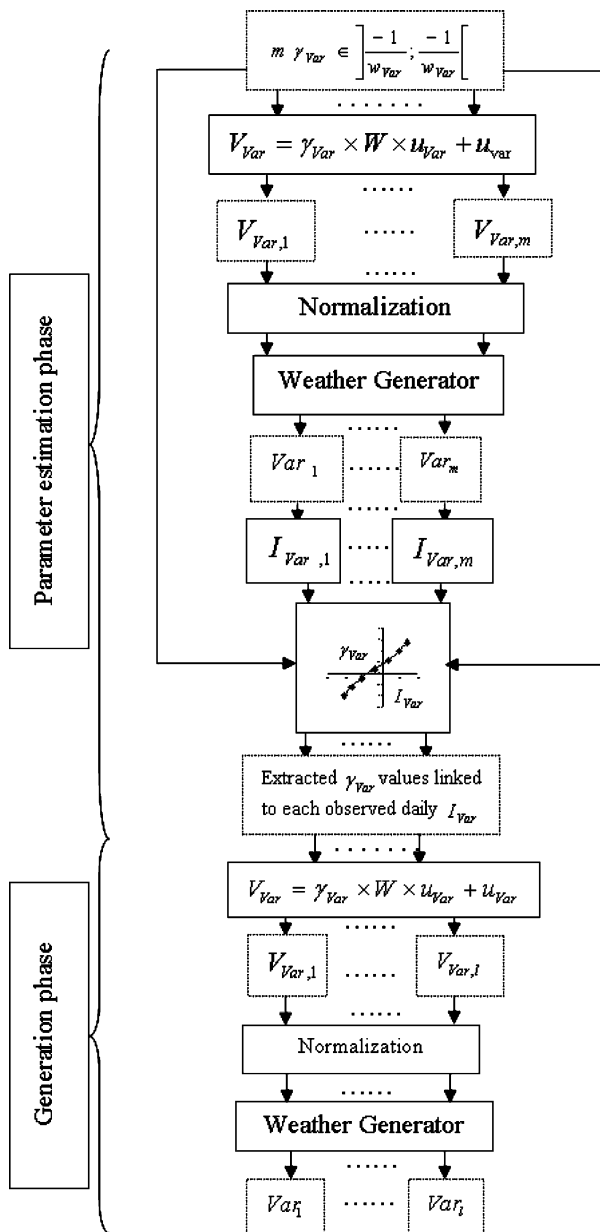 m γ_Var ∈ ]-1/w_Var ; -1/w_Var[
. . . . . . .
V_Var = γ_Var × W × u_Var + u_var
......
V_Var,1 ...... V_Var,m
......
Normalization
......
Weather Generator
......
Var_1 ...... Var_m
......
I_Var,1 ...... I_Var,m
......
γ_Var
I_Var
......
Extracted γ_Var values linked
to each observed daily I_Var
. . . . . . .
V_Var = γ_Var × W × u_Var + u_Var
......
V_Var,1 ...... V_Var,l
......
Normalization
......
Weather Generator
......
Var_1 ...... Var_l
Parameter estimation phase
Generation phase